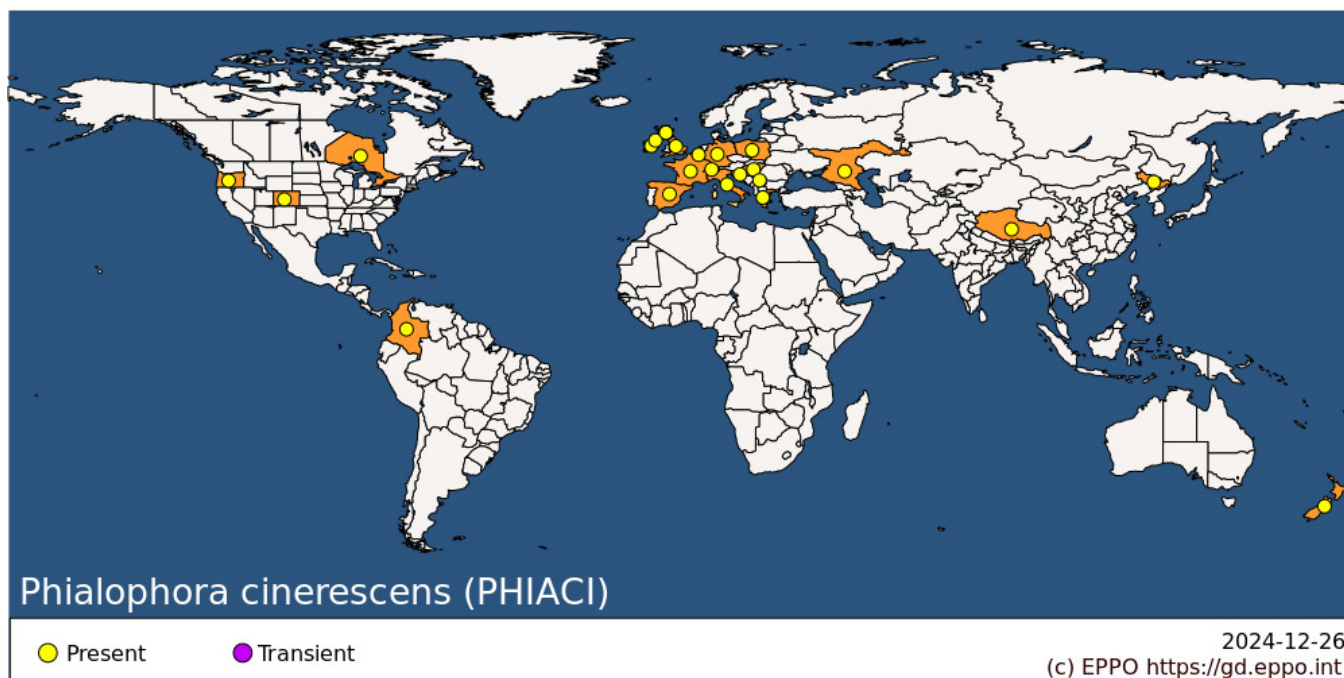 Phialophora cinerescens (PHIACI)
Present
Transient
2024-12-26
(c) EPPO https://gd.eppo.int